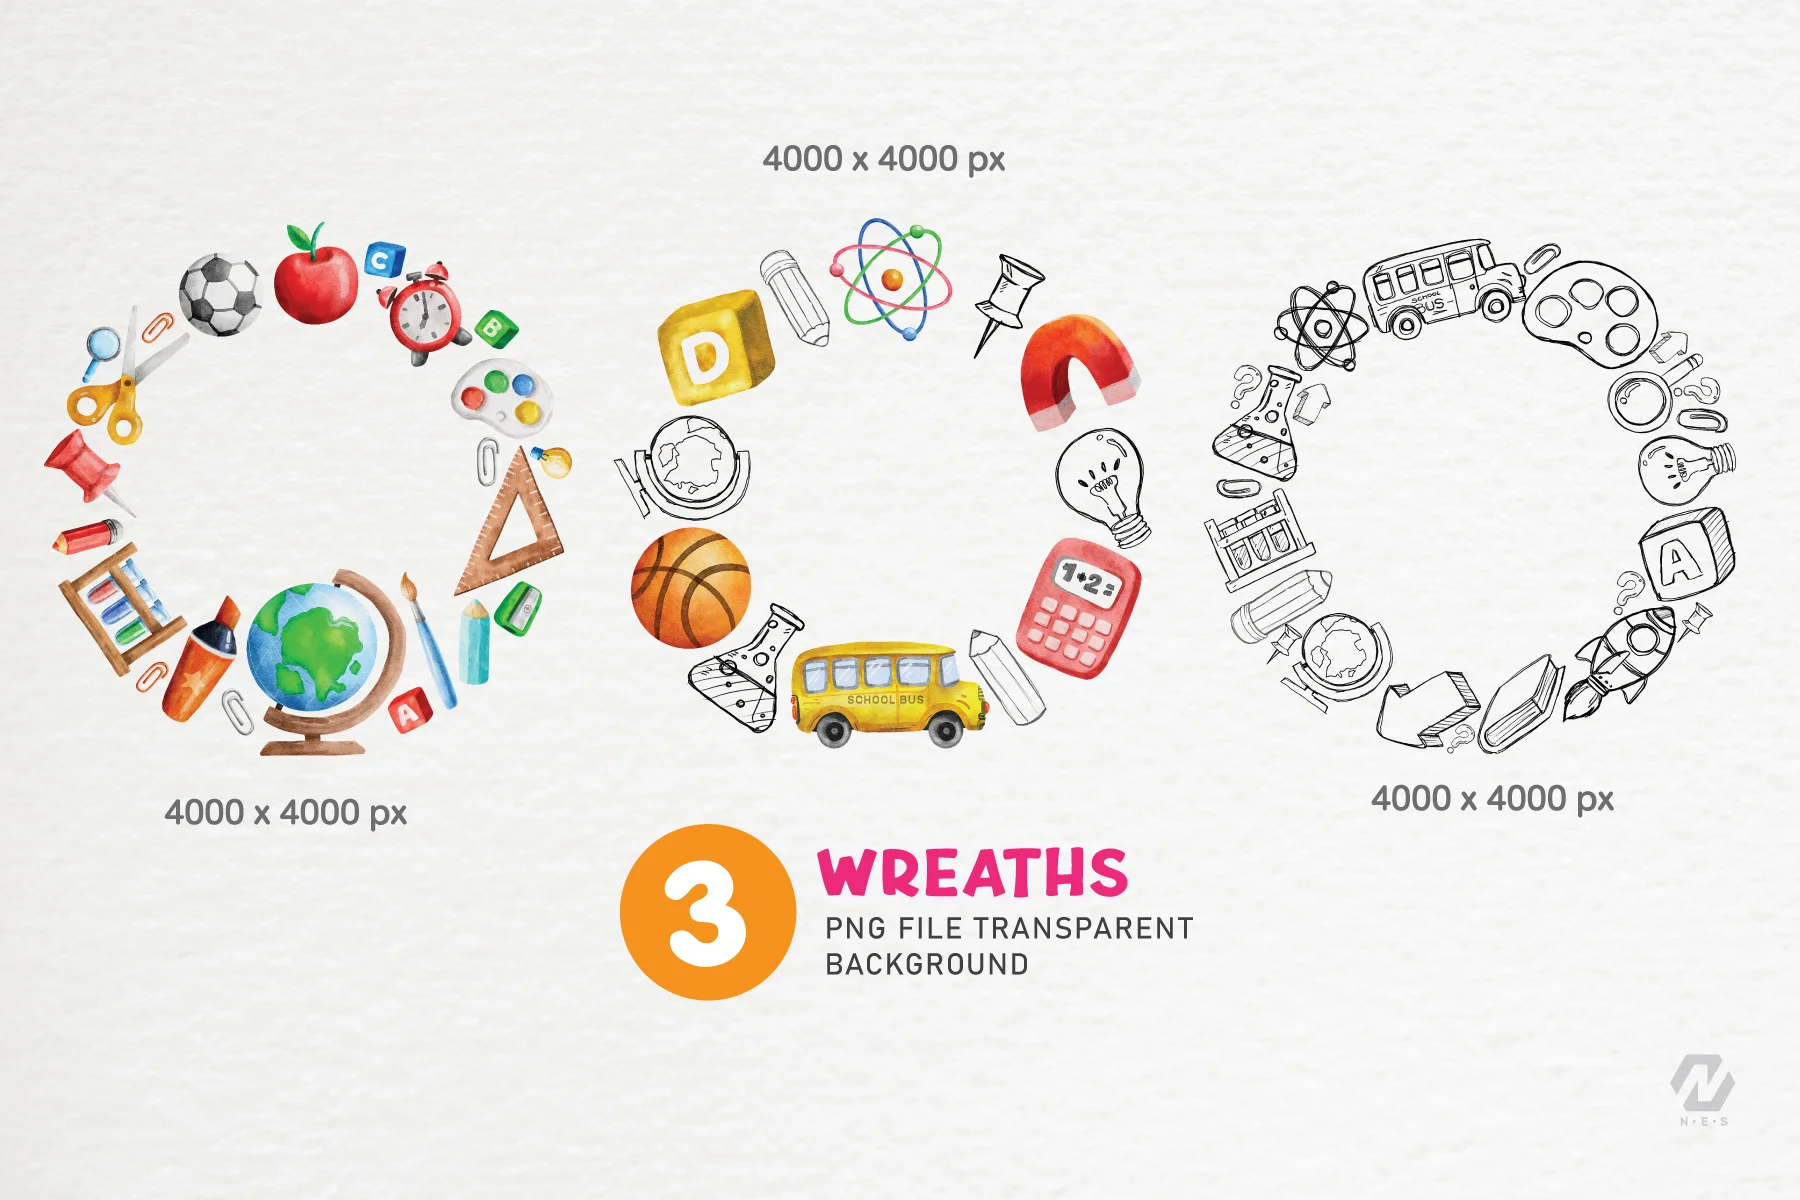 4000 x 4000 px
C
B
D
SCHOOL
BUS
A
1+2=
SCHOOL BUS
A
4000 x 4000 px
4000 x 4000 px
3
WREATHS
PNG FILE TRANSPARENT
BACKGROUND
N•E•S